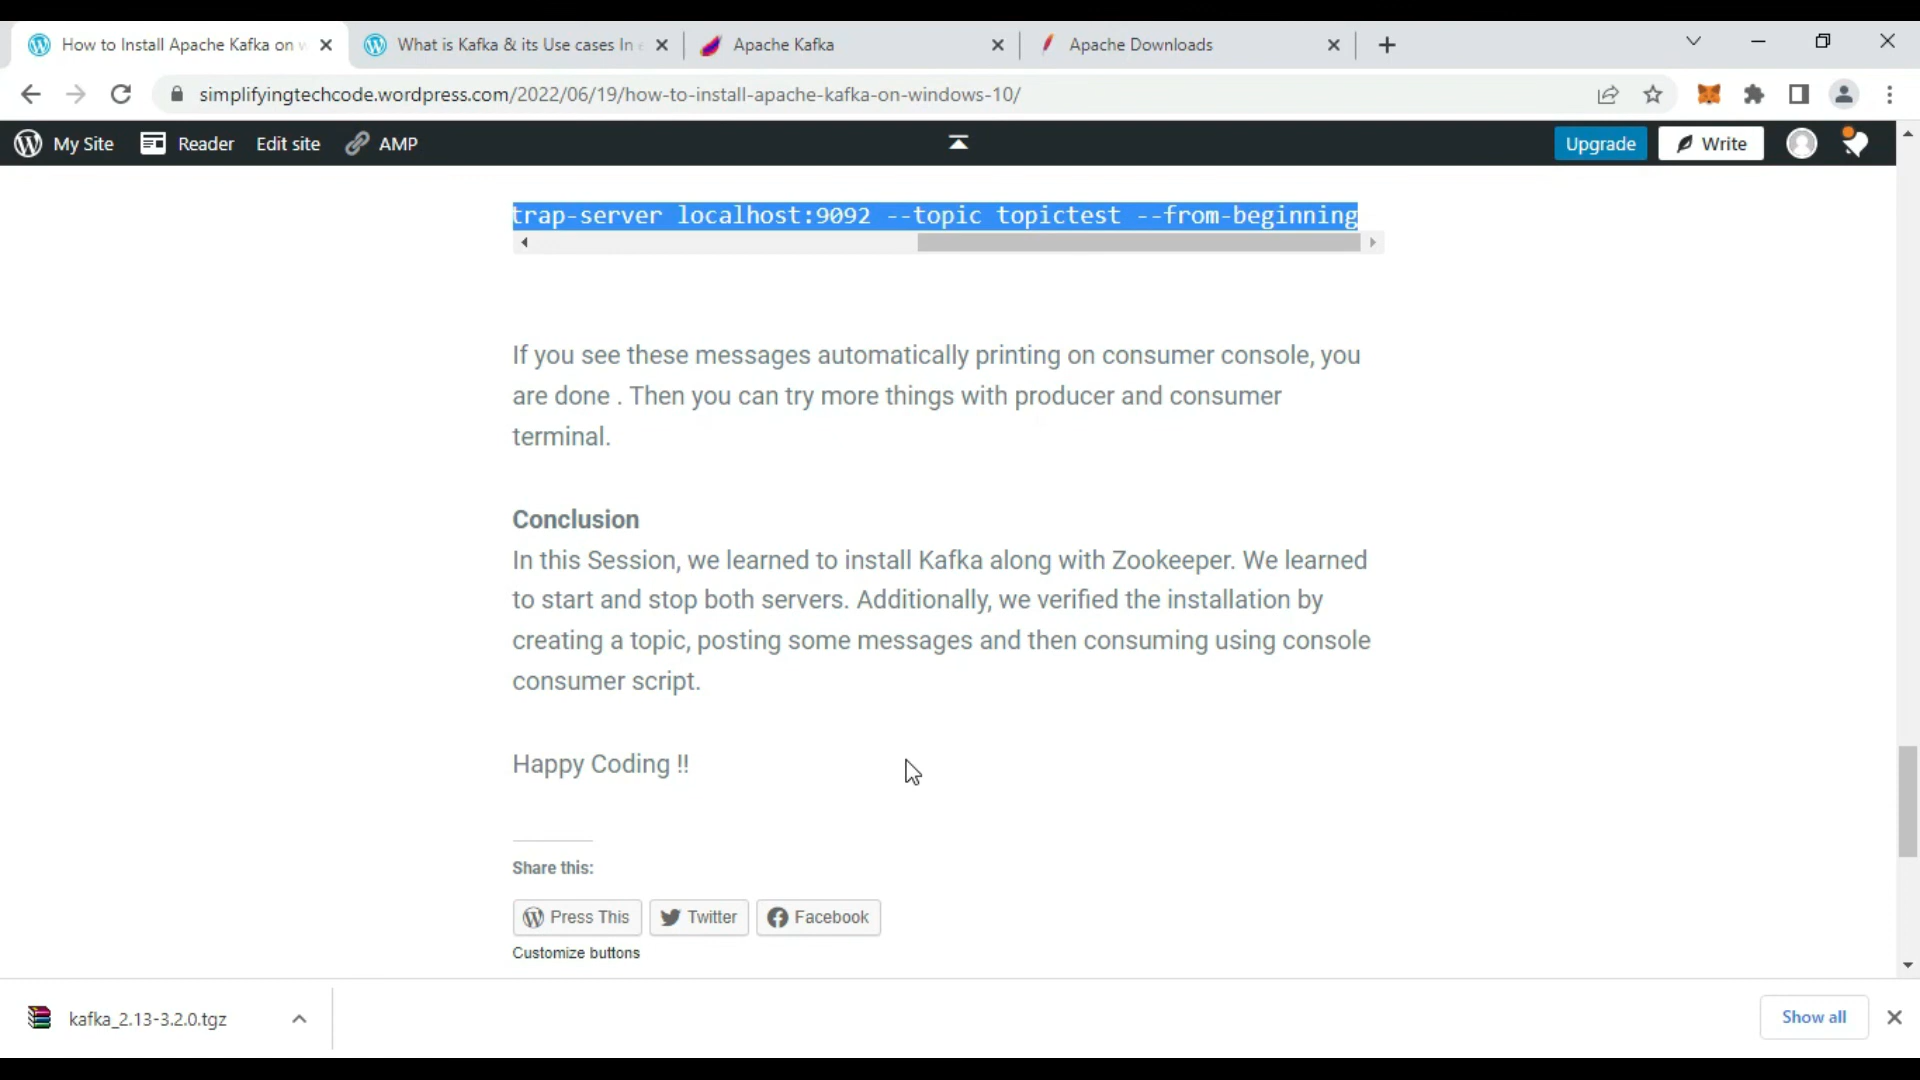 How to Install Apache Kafka on w
What is Kafka & its Use cases In
Apache Kafka
Apache Downloads
simplifyingtechcode.wordpress.com/2022/06/19/how-to-install-apache-kafka-on-windows-10/
My Site
Reader
Edit site
AMP
Upgrade
Write
trap-server localhost:9092 --topic topictest --from-beginning
If you see these messages automatically printing on consumer console, you
are done . Then you can try more things with producer and consumer
terminal.
Conclusion
In this Session, we learned to install Kafka along with Zookeeper. We learned
to start and stop both servers. Additionally, we verified the installation by
creating a topic, posting some messages and then consuming using console
consumer script.
Happy Coding !!
Share this:
Press This
Twitter
Facebook
Customize buttons
kafka_2.13-3.2.0.tgz
Show all